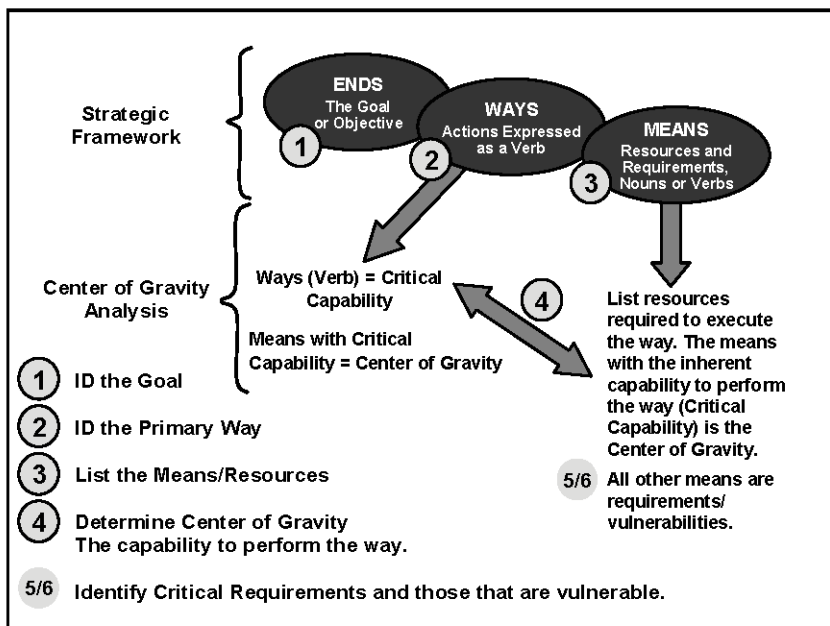 Strategic
Framework
ENDS
The Goal
or Objective
1
WAYS
Actions Expressed
as a Verb
2
MEANS
Resources and
Requirements,
Nouns or Verbs
3
Center of Gravity
Analysis
Ways (Verb) = Critical
Capability
Means with Critical
Capability = Center of Gravity
4
List resources
required to execute
the way. The means
with the inherent
capability to perform
the way (Critical
Capability) is the
Center of Gravity.
5/6 All other means are
requirements/
vulnerabilities.
1 ID the Goal
2 ID the Primary Way
3 List the Means/Resources
4 Determine Center of Gravity
The capability to perform the way.
5/6 Identify Critical Requirements and those that are vulnerable.